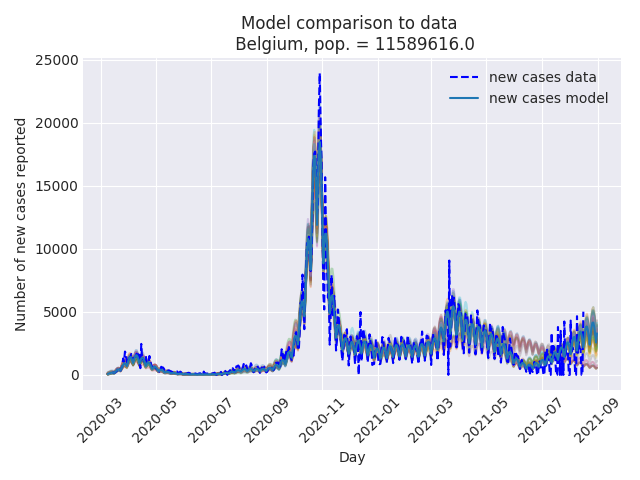 Model comparison to data
Belgium, pop. = 11589616.0
new cases data
new cases model
Number of new cases reported
25000
20000
15000
10000
5000
0
2020-03
2020-05
2020-07
2020-09
2020-11
2021-01
2021-03
2021-05
2021-07
2021-09
Day